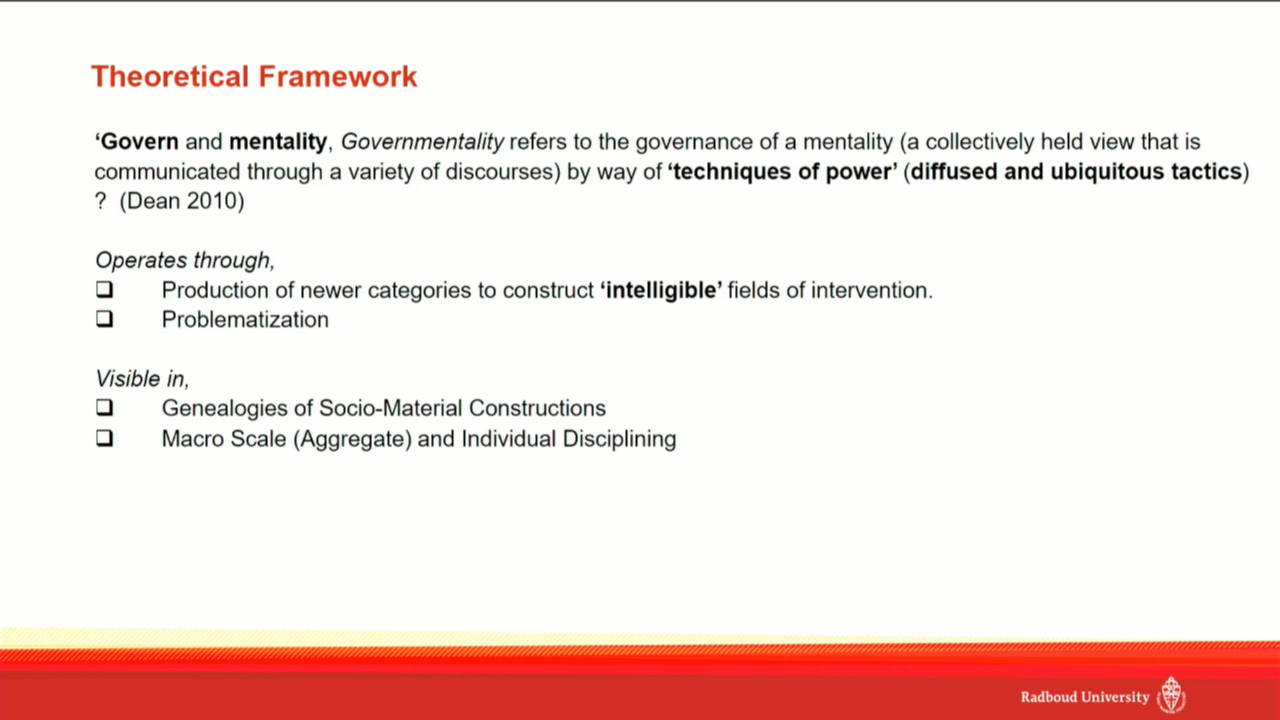 Theoretical Framework
‘Govern and mentality, Governmentality refers to the governance of a mentality (a collectively held view that is
communicated through a variety of discourses) by way of ‘techniques of power’ (diffused and ubiquitous tactics)
? (Dean 2010)
Operates through,
❑ Production of newer categories to construct ‘intelligible’ fields of intervention.
❑ Problematization
Visible in,
❑ Genealogies of Socio-Material Constructions
❑ Macro Scale (Aggregate) and Individual Disciplining
Radboud University